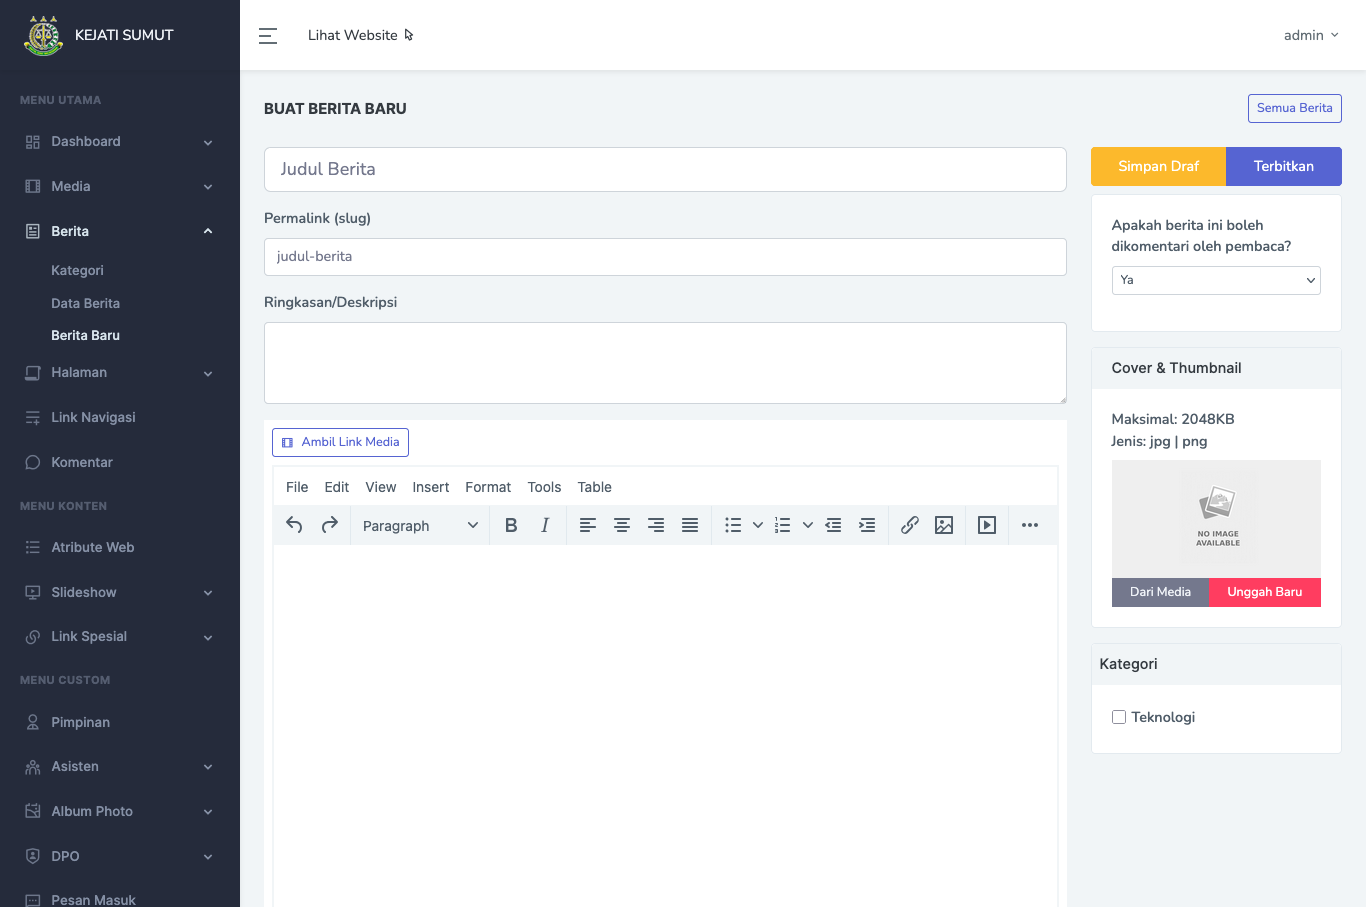 KEJATI SUMUT
Lihat Website
admin
MENU UTAMA
Dashboard
Media
Berita
Kategori
Data Berita
Berita Baru
Halaman
Link Navigasi
Komentar
MENU KONTEN
Atribute Web
Slideshow
Link Spesial
MENU CUSTOM
Pimpinan
Asisten
Album Photo
DPO
Pesan Masuk
BUAT BERITA BARU
Semua Berita
Judul Berita
Permalink (slug)
judul-berita
Ringkasan/Deskripsi
Ambil Link Media
File Edit View Insert Format Tools Table
Paragraph
Simpan Draf
Terbitkan
Apakah berita ini boleh
dikomentari oleh pembaca?
Ya
Cover & Thumbnail
Maksimal: 2048KB
Jenis: jpg | png
NO IMAGE
AVAILABLE
Dari Media
Unggah Baru
Kategori
Teknologi